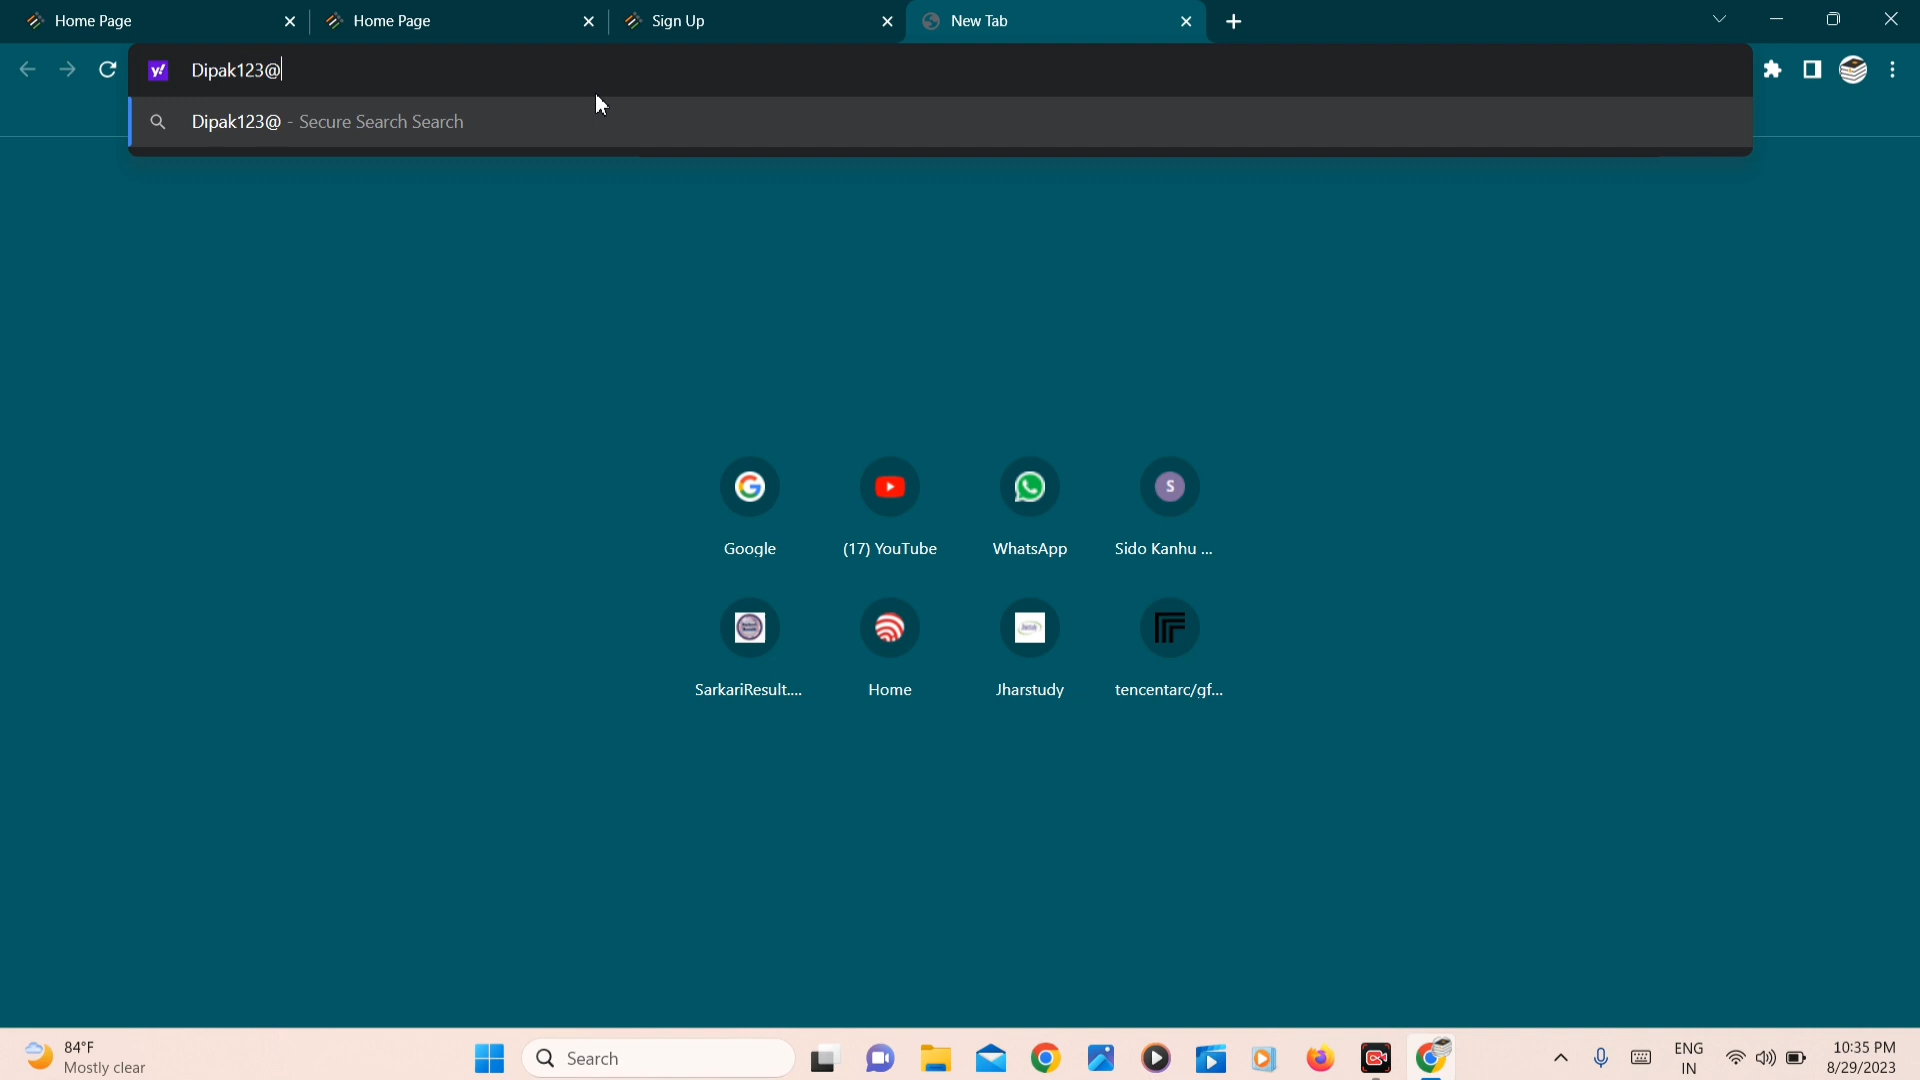 Home Page
Home Page
Sign Up
New Tab
y! Dipak123@
Dipak123@ - Secure Search Search
Google
(17) YouTube
WhatsApp
S
Sido Kanhu ...
SarkariResult....
Home
Jharstudy
tencentarc/gf...
84°F
Mostly clear
Search
ENG
IN
10:35 PM
8/29/2023